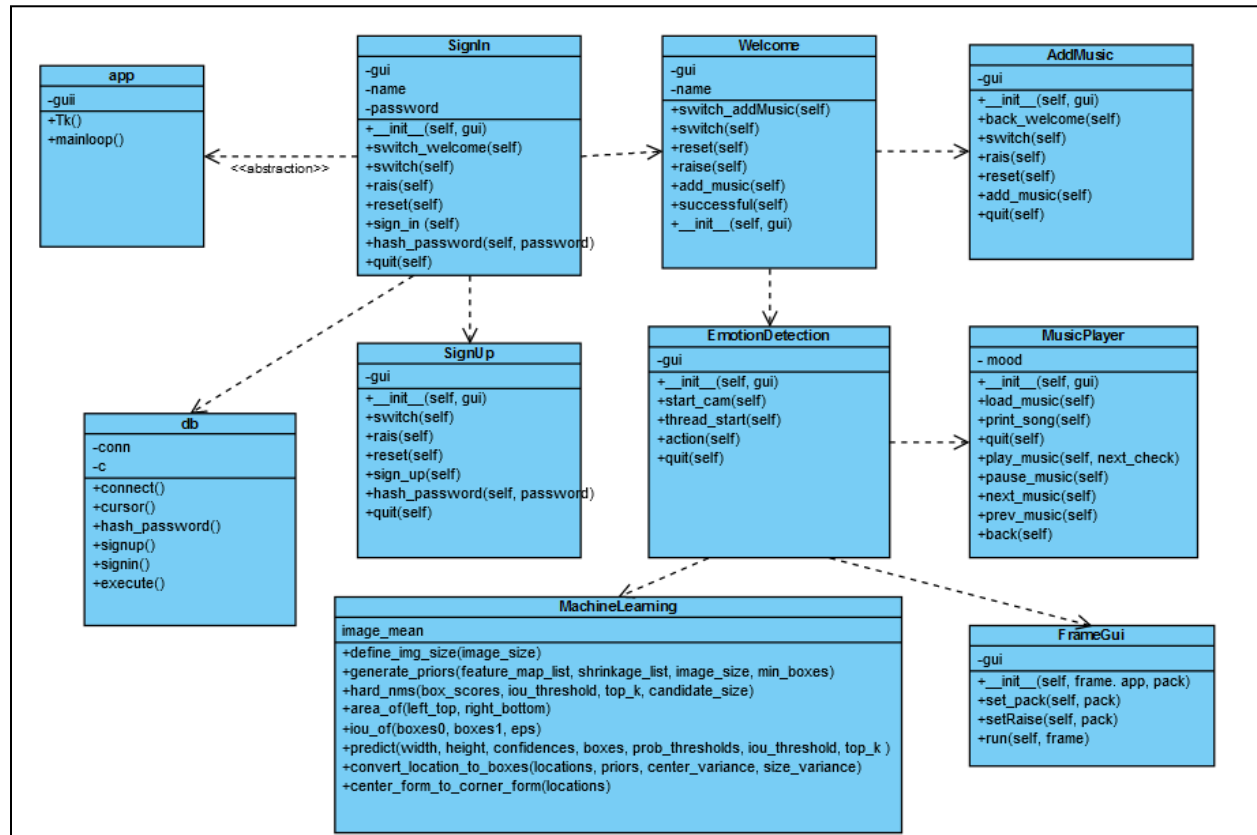 app
-guii
+Tk()
+mainloop()
<<abstraction>>
SignIn
-gui
-name
-password
+__init__(self, gui)
+switch_welcome(self)
+switch(self)
+rais(self)
+reset(self)
+sign_in (self)
+hash_password(self, password)
+quit(self)
Welcome
-gui
-name
+switch_addMusic(self)
+switch(self)
+reset(self)
+raise(self)
+add_music(self)
+successful(self)
+__init__(self, gui)
AddMusic
-gui
+__init__(self, gui)
+back_welcome(self)
+switch(self)
+rais(self)
+reset(self)
+add_music(self)
+quit(self)
db
-conn
-c
+connect()
+cursor()
+hash_password()
+signup()
+signin()
+execute()
SignUp
-gui
+__init__(self, gui)
+switch(self)
+rais(self)
+reset(self)
+sign_up(self)
+hash_password(self, password)
+quit(self)
EmotionDetection
-gui
+__init__(self, gui)
+start_cam(self)
+thread_start(self)
+action(self)
+quit(self)
MusicPlayer
- mood
+__init__(self, gui)
+load_music(self)
+print_song(self)
+quit(self)
+play_music(self, next_check)
+pause_music(self)
+next_music(self)
+prev_music(self)
+back(self)
MachineLearning
image_mean
+define_img_size(image_size)
+generate_priors(feature_map_list, shrinkage_list, image_size, min_boxes)
+hard_nms(box_scores, iou_threshold, top_k, candidate_size)
+area_of(left_top, right_bottom)
+iou_of(boxes0, boxes1, eps)
+predict(width, height, confidences, boxes, prob_thresholds, iou_threshold, top_k )
+convert_location_to_boxes(locations, priors, center_variance, size_variance)
+center_form_to_corner_form(locations)
FrameGui
-gui
+__init__(self, frame. app, pack)
+set_pack(self, pack)
+setRaise(self, pack)
+run(self, frame)